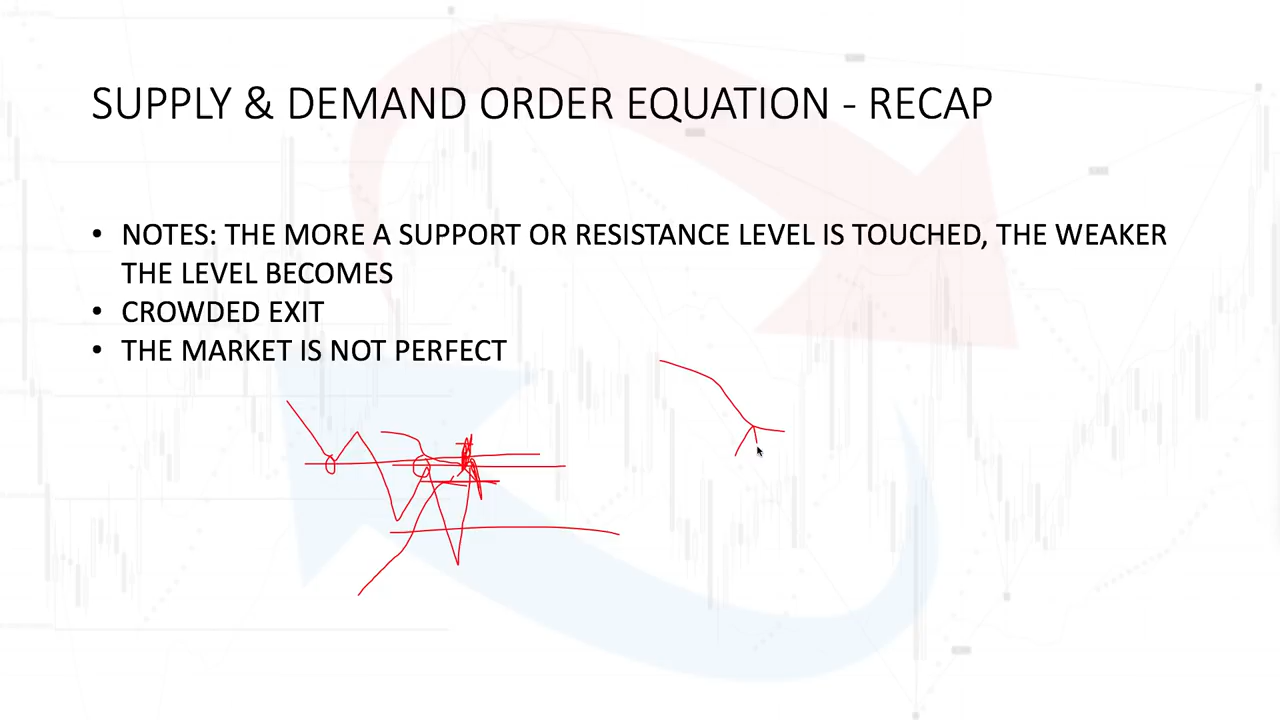 SUPPLY & DEMAND ORDER EQUATION - RECAP
• NOTES: THE MORE A SUPPORT OR RESISTANCE LEVEL IS TOUCHED, THE WEAKER
THE LEVEL BECOMES
• CROWDED EXIT
• THE MARKET IS NOT PERFECT